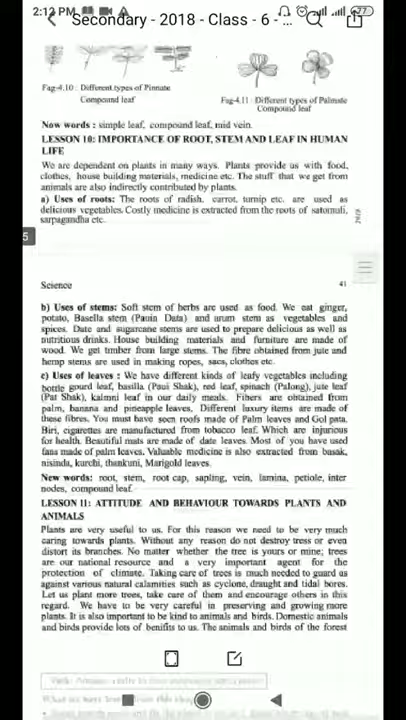 2:12 PM
Secondary - 2018 - Class - 6 - ...
77
Fig-4.10 : Different types of Pinnate
Compound leaf
Fig-4.11 : Different types of Palmate
Compound leaf
Now words : simple leaf, compound leaf, mid vein.
LESSON 10: IMPORTANCE OF ROOT, STEM AND LEAF IN HUMAN
LIFE
We are dependent on plants in many ways. Plants provide us with food,
clothes, house building materials, medicine etc. The stuff that we get from
animals are also indirectly contributed by plants.
a) Uses of roots: The roots of radish, carrot, turnip etc. are used as
delicious vegetables. Costly medicine is extracted from the roots of satomuli,
sarpagandha etc.
2018
5
Science
41
b) Uses of stems: Soft stem of herbs are used as food. We eat ginger,
potato, Basella stem (Pauin Data) and arum stem as vegetables and
spices. Date and sugarcane stems are used to prepare delicious as well as
nutritious drinks. House building materials and furniture are made of
wood. We get timber from large stems. The fibre obtained from jute and
hemp stems are used in making ropes, sacs, clothes etc.
c) Uses of leaves : We have different kinds of leafy vegetables including
bottle gourd leaf, basilla (Paui Shak), red leaf, spinach (Palong), jute leaf
(Pat Shak), kalmni leaf in our daily meals. Fibers are obtained from
palm, banana and pineapple leaves, Different luxury items are made of
these fibres. You must have seen roofs made of Palm leaves and Gol pata.
Biri, cigarettes are manufactured from tobacco leaf. Which are injurious
for health. Beautiful mats are made of date leaves. Most of you have used
fans made of palm leaves. Valuable medicine is also extracted from basak,
nisinda, kurchi, thankuni, Marigold leaves.
New words: root, stem, root cap, sapling, vein, lamina, petiole, inter
nodes, compound leaf.
LESSON 11: ATTITUDE AND BEHAVIOUR TOWARDS PLANTS AND
ANIMALS
Plants are very useful to us. For this reason we need to be very much
caring towards plants. Without any reason do not destroy tress or even
distort its branches. No matter whether the tree is yours or mine; trees
are our national resource and a very important agent for the
protection of climate. Taking care of trees is much needed to guard us
against various natural calamities such as cyclone, draught and tidal bores.
Let us plant more trees, take care of them and encourage others in this
regard. We have to be very careful in preserving and growing more
plants. It is also important to be kind to animals and birds. Domestic animals
and birds provide lots of benifits to us. The animals and birds of the forest